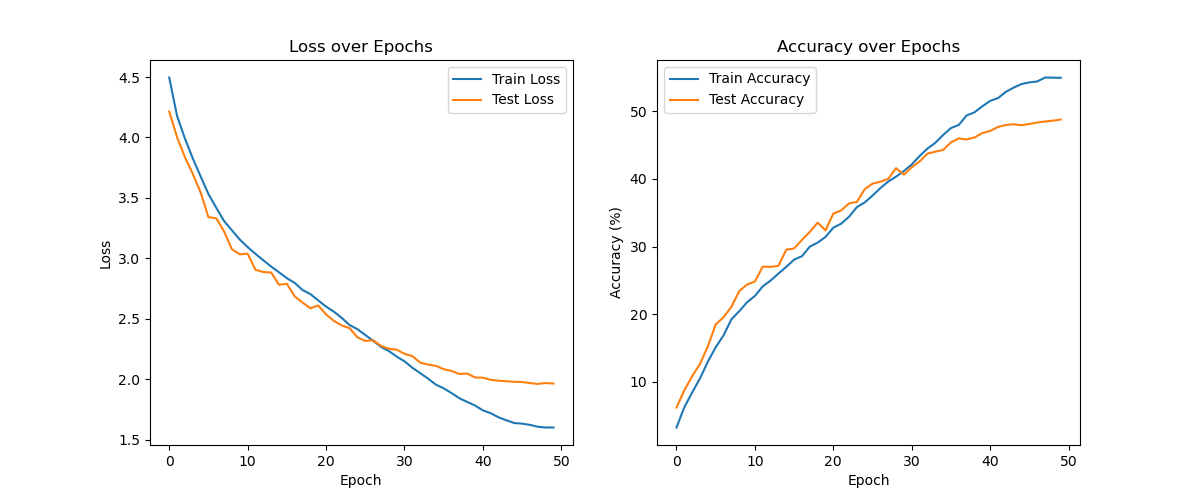 Loss over Epochs
Train Loss
Test Loss
4.5
4.0
3.5
3.0
2.5
2.0
1.5
Loss
0 10 20 30 40 50
Epoch
Accuracy over Epochs
Train Accuracy
Test Accuracy
50
40
30
20
10
Accuracy (%)
0 10 20 30 40 50
Epoch